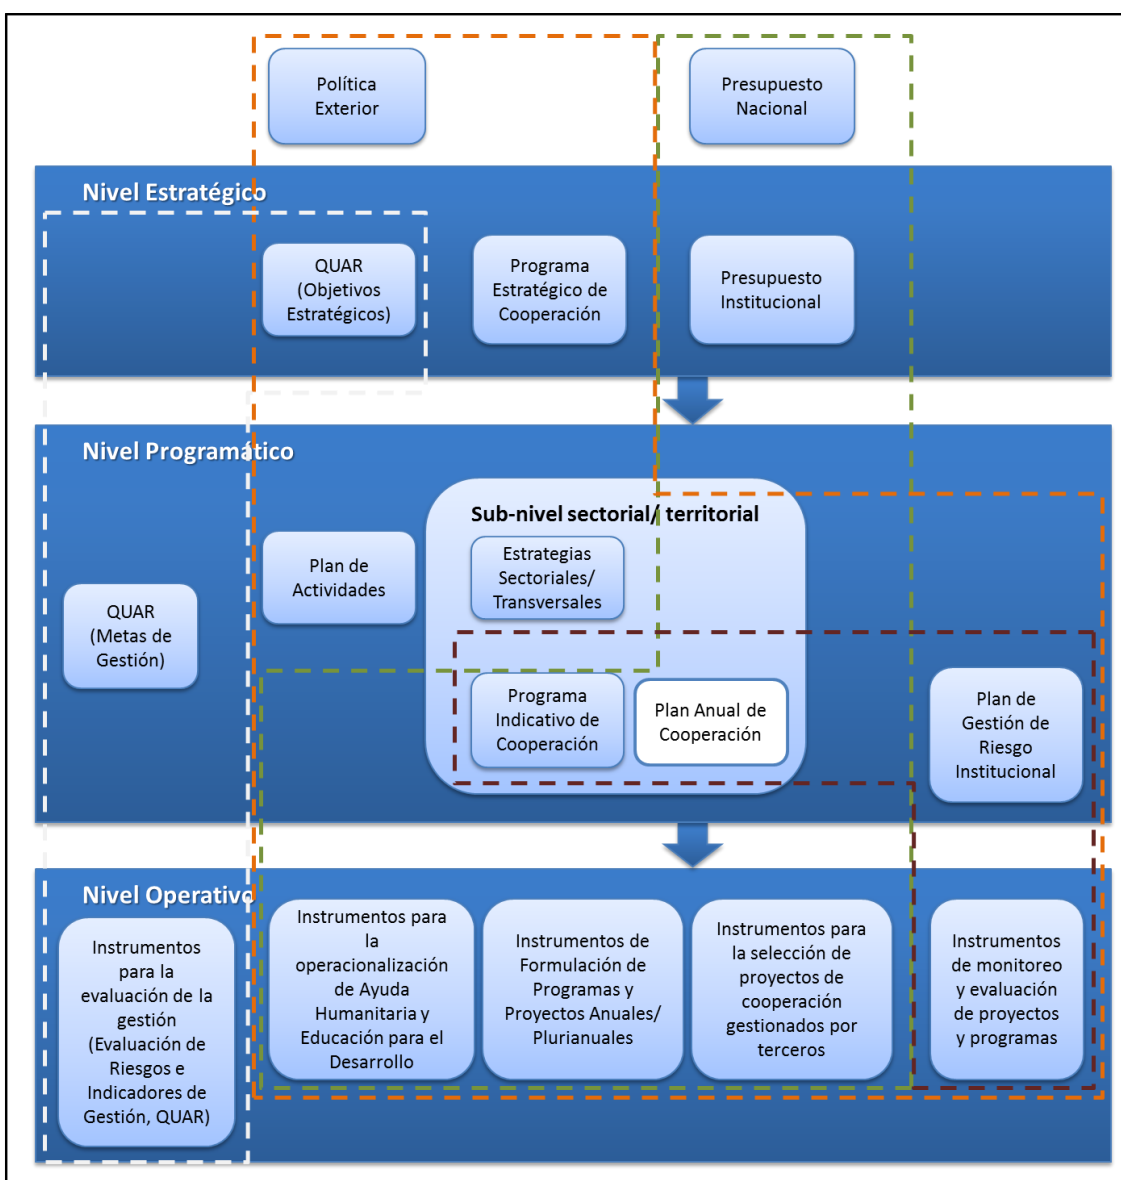 Política
Exterior
Presupuesto
Nacional
Nivel Estratégico
QUAR
(Objetivos
Estratégicos)
Programa
Estratégico de
Cooperación
Presupuesto
Institucional
Nivel Programático
Sub-nivel sectorial/ territorial
Plan de
Actividades
Estrategias
Sectoriales/
Transversales
QUAR
(Metas de
Gestión)
Programa
Indicativo de
Cooperación
Plan Anual de
Cooperación
Plan de
Gestión de
Riesgo
Institucional
Nivel Operativo
Instrumentos
para la
evaluación de la
gestión
(Evaluación de
Riesgos e
Indicadores de
Gestión, QUAR)
Instrumentos para
la
operacionalización
de Ayuda
Humanitaria y
Educación para el
Desarrollo
Instrumentos de
Formulación de
Programas y
Proyectos Anuales/
Plurianuales
Instrumentos para
la selección de
proyectos de
cooperación
gestionados por
terceros
Instrumentos
de monitoreo
y evaluación
de proyectos
y programas